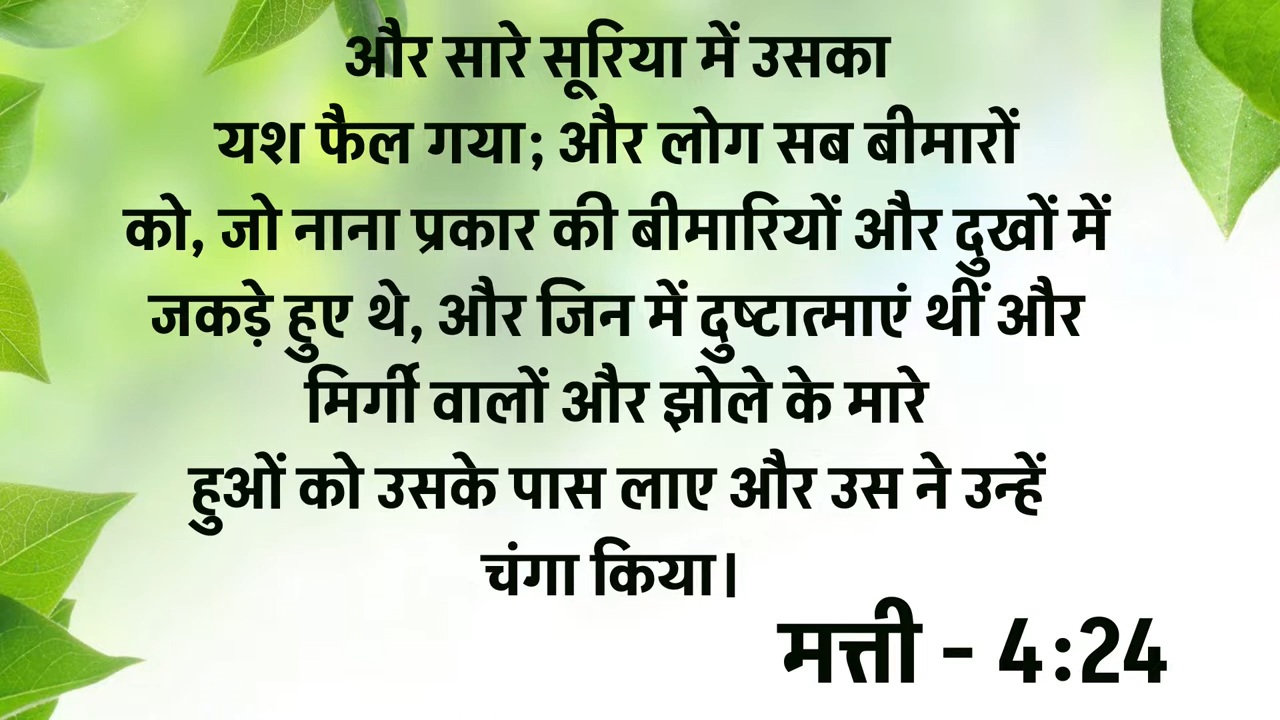 और सारे सूरिया में उसका
यश फैल गया; और लोग सब बीमारों
को, जो नाना प्रकार की बीमारियों और दुखों में
जकड़े हुए थे, और जिन में दुष्टात्माएं थीं और
मिर्गी वालों और झोले के मारे
हुओं को उसके पास लाए और उस ने उन्हें
चंगा किया।
मत्ती - 4:24